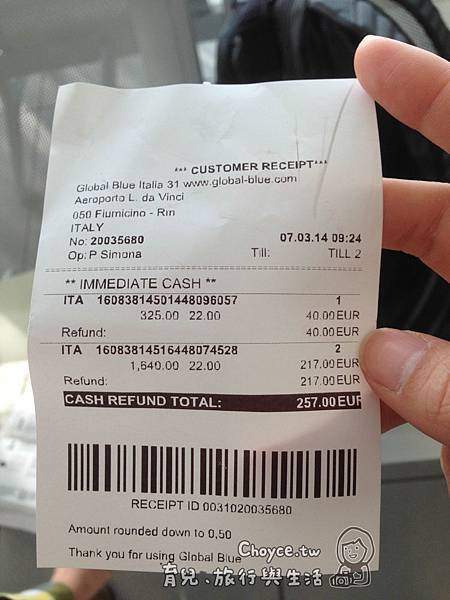 *** CUSTOMER RECEIPT***
Global Blue Italia 31 www.global-blue.com
Aeroporto L. da Vinci
050 Fiumicino - Rm
ITALY
No: 20035680 07.03.14 09:24
Op: P Simona Till: TILL 2
** IMMEDIATE CASH **
ITA 16083814501448096057 1
325.00 22.00 40.00EUR
Refund: 40.00EUR
ITA 16083814516448074528 2
1,640.00 22.00 217.00EUR
Refund: 217.00EUR
CASH REFUND TOTAL: 257.00EUR
RECEIPT ID 0031020035680
Amount rounded down to 0,50
Thank you for using Global Blue
Choyce.tw
育兒、旅行與生活